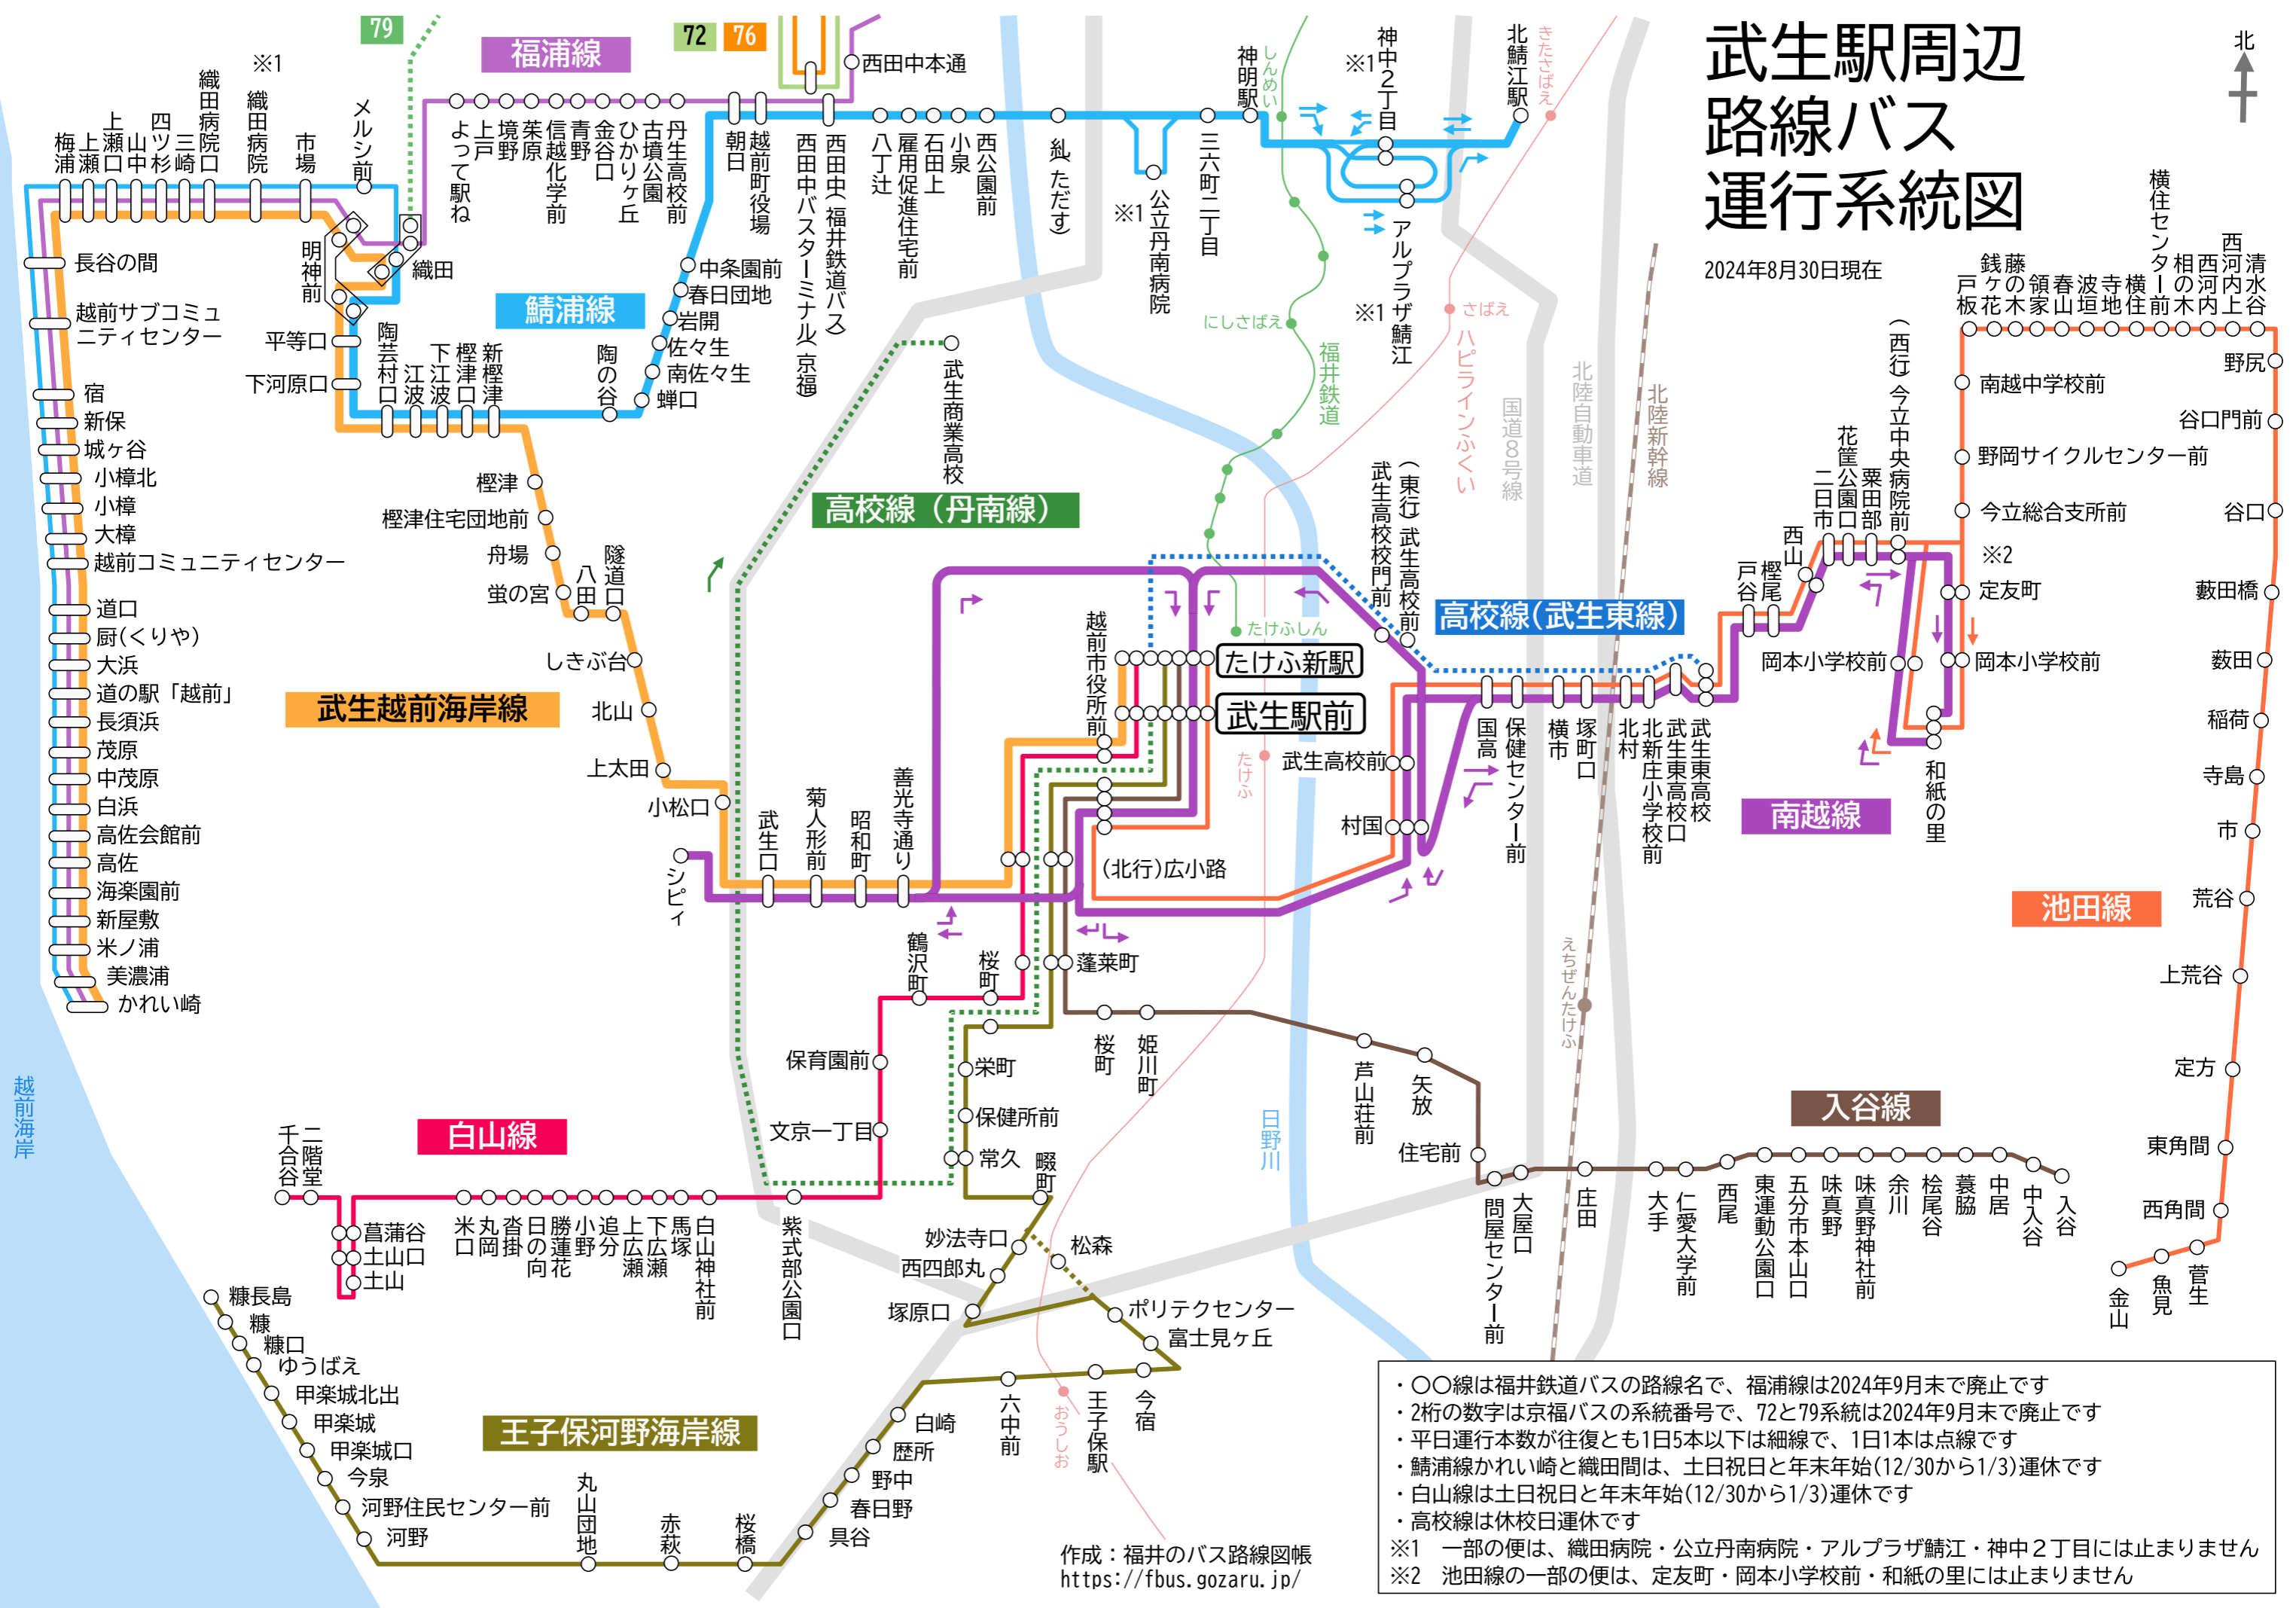 武生駅周辺
路線バス
運行系統図
2024年8月30日現在
北
79
福浦線
72
76
西田中本通
※1
織田病院口
織田病院
市場
メルシ前
梅浦
上瀬
上瀬口
山中
四ツ杉
三崎
よって駅ね
上戸
境野
茱原
信越化学前
青野
金谷口
ひかりヶ丘
古墳公園
丹生高校前
朝日
越前町役場
西田中バスターミナル(京福)
西田中(福井鉄道バス)
八丁辻
雇用促進住宅前
石田上
小泉
西公園前
糺(ただす)
※1
公立丹南病院
三六町二丁目
神明駅
しんめい
※1
神中2丁目
北鯖江駅
きたさばえ
※1
アルプラザ鯖江
さばえ
にしさばえ
福井鉄道
ハピラインふくい
国道8号線
北陸自動車道
北陸新幹線
明神前
織田
鯖浦線
中条園前
春日団地
岩開
佐々生
南佐々生
蝉口
陶の谷
平等口
下河原口
陶芸村口
江波
下江波
樫津口
新樫津
長谷の間
越前サブコミュ
ニティセンター
宿
新保
城ヶ谷
小樟北
小樟
大樟
越前コミュニティセンター
道口
厨(くりや)
大浜
道の駅「越前」
長須浜
茂原
中茂原
白浜
高佐会館前
高佐
海楽園前
新屋敷
米ノ浦
美濃浦
かれい崎
越前海岸
樫津
樫津住宅団地前
舟場
蛍の宮
八田
隧道口
しきぶ台
北山
上太田
小松口
武生越前海岸線
高校線（丹南線）
武生商業高校
シピィ
武生口
菊人形前
昭和町
善光寺通り
越前市役所前
たけふしん
たけふ新駅
武生駅前
たけふ
(北行)広小路
武生高校校門前
(東行)武生高校前
高校線(武生東線)
武生高校前
村国
国高
保健センター前
横市
塚町口
北村
北新庄小学校前
武生東高校口
武生東高校
戸谷
樫尾
西山
二日市
花筐公園口
粟田部
(西行)今立中央病院前
※2
定友町
岡本小学校前
岡本小学校前
和紙の里
南越線
今立総合支所前
野岡サイクルセンター前
南越中学校前
戸板
銭ヶ花
藤の木
領家
春山
波垣
寺地
横住
横住センター前
相の木
西河内
西河内上
清水谷
野尻
谷口門前
谷口
藪田橋
薮田
稲荷
寺島
市
荒谷
上荒谷
定方
東角間
西角間
菅生
魚見
金山
池田線
えちぜんたけふ
鶴沢町
桜町
蓬莱町
桜町
姫川町
芦山荘前
矢放
住宅前
問屋センター前
大屋口
庄田
大手
仁愛大学前
西尾
東運動公園口
五分市本山口
味真野
味真野神社前
余川
桧尾谷
蓑脇
中居
中入谷
入谷
入谷線
日野川
保育園前
文京一丁目
栄町
保健所前
常久
畷町
妙法寺口
西四郎丸
塚原口
松森
ポリテクセンター
富士見ヶ丘
今宿
王子保駅
おうしお
六中前
白崎
歴所
野中
春日野
具谷
桜橋
赤萩
丸山団地
王子保河野海岸線
白山線
千合谷
二階堂
菖蒲谷
土山口
土山
米口
丸岡
沓掛
日の向
勝蓮花
小野
追分
上広瀬
下広瀬
馬塚
白山神社前
紫式部公園口
糠長島
糠
糠口
ゆうばえ
甲楽城北出
甲楽城
甲楽城口
今泉
河野住民センター前
河野
作成：福井のバス路線図帳
https://fbus.gozaru.jp/
・〇〇線は福井鉄道バスの路線名で、福浦線は2024年9月末で廃止です
・2桁の数字は京福バスの系統番号で、72と79系統は2024年9月末で廃止です
・平日運行本数が往復とも1日5本以下は細線で、1日1本は点線です
・鯖浦線かれい崎と織田間は、土日祝日と年末年始(12/30から1/3)運休です
・白山線は土日祝日と年末年始(12/30から1/3)運休です
・高校線は休校日運休です
※1　一部の便は、織田病院・公立丹南病院・アルプラザ鯖江・神中２丁目には止まりません
※2　池田線の一部の便は、定友町・岡本小学校前・和紙の里には止まりません